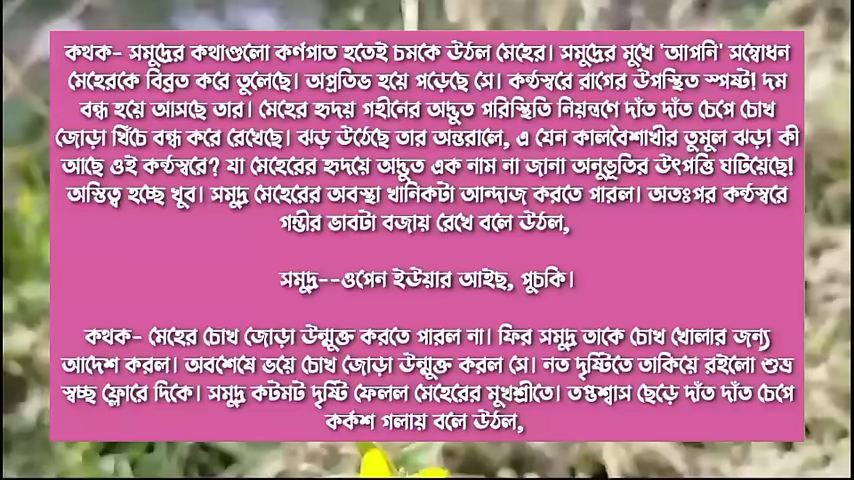 কথক- সমুদ্রের কথাগুলো কর্ণপাত হতেই চমকে উঠল মেহের। সমুদ্রের মুখে 'আপনি' সম্বোধন
মেহেরকে বিব্রত করে তুলেছে। অপ্রতিভ হয়ে পড়েছে সে। কন্ঠস্বরে রাগের উপস্থিত স্পষ্ট! দম
বন্ধ হয়ে আসছে তার। মেহের হৃদয় গহীনের অদ্ভুত পরিস্থিতি নিয়ন্ত্রণে দাঁত দাঁত চেপে চোখ
জোড়া খিঁচে বন্ধ করে রেখেছে। ঝড় উঠেছে তার অন্তরালে, এ যেন কালবৈশাখীর তুমুল ঝড়! কী
আছে ওই কন্ঠস্বরে? যা মেহেরের হৃদয়ে অদ্ভুত এক নাম না জানা অনুভূতির উৎপত্তি ঘটিয়েছে!
অস্তিত্ব হচ্ছে খুব। সমুদ্র মেহেরের অবস্থা খানিকটা আন্দাজ করতে পারল। অতঃপর কন্ঠস্বরে
গম্ভীর ভাবটা বজায় রেখে বলে উঠল,
সমুদ্র--ওপেন ইউয়ার আইছ, পুচকি।
কথক- মেহের চোখ জোড়া উন্মুক্ত করতে পারল না। ফির সমুদ্র তাকে চোখ খোলার জন্য
আদেশ করল। অবশেষে ভয়ে চোখ জোড়া উন্মুক্ত করল সে। নত দৃষ্টিতে তাকিয়ে রইলো শুভ্র
স্বচ্ছ ফ্লোরে দিকে। সমুদ্র কটমট দৃষ্টি ফেলল মেহেরের মুখশ্রীতে। তপ্তশ্বাস ছেড়ে দাঁত দাঁত চেপে
কর্কশ গলায় বলে উঠল,